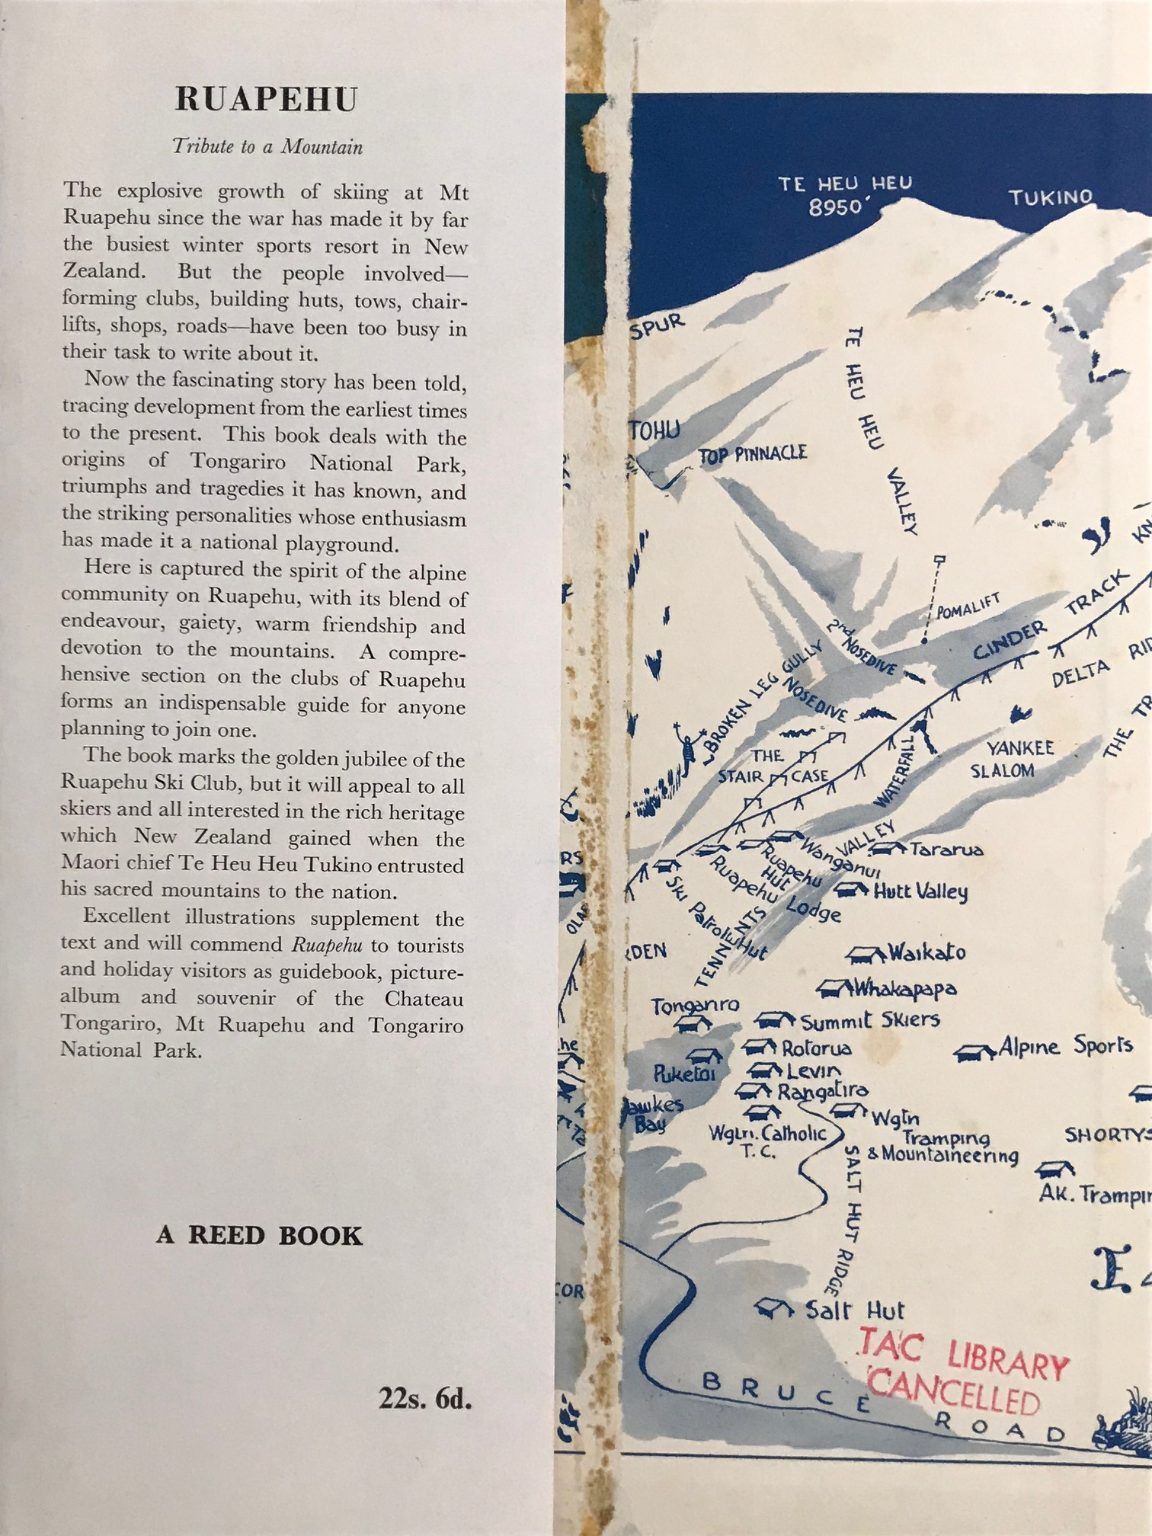 RUAPEHU
Tribute to a Mountain
The explosive growth of skiing at Mt
Ruapehu since the war has made it by far
the busiest winter sports resort in New
Zealand. But the people involved—
forming clubs, building huts, tows, chair-
lifts, shops, roads—have been too busy in
their task to write about it.
Now the fascinating story has been told,
tracing development from the earliest times
to the present. This book deals with the
origins of Tongariro National Park,
triumphs and tragedies it has known, and
the striking personalities whose enthusiasm
has made it a national playground.
Here is captured the spirit of the alpine
community on Ruapehu, with its blend of
endeavour, gaiety, warm friendship and
devotion to the mountains. A compre-
hensive section on the clubs of Ruapehu
forms an indispensable guide for anyone
planning to join one.
The book marks the golden jubilee of the
Ruapehu Ski Club, but it will appeal to all
skiers and all interested in the rich heritage
which New Zealand gained when the
Maori chief Te Heu Heu Tukino entrusted
his sacred mountains to the nation.
Excellent illustrations supplement the
text and will commend Ruapehu to tourists
and holiday visitors as guidebook, picture-
album and souvenir of the Chateau
Tongariro, Mt Ruapehu and Tongariro
National Park.
A REED BOOK
22s. 6d.
TE HEU HEU
8950'
TUKINO
SPUR
TE HEU HEU VALLEY
TOHU
TOP PINNACLE
POMALIFT
CINDER TRACK
KN
DELTA RID
2nd NOSEDIVE
NOSEDIVE
BROKEN LEG GULLY
THE
STAIR CASE
WATERFALL
YANKEE
SLALOM
THE TR
TENNENTS VALLEY
Tararua
Wanganui
Ruapehu
Hut
Ruapehu Lodge
Hutt Valley
Ski Patrol Hut
RS
RDEN
Waikato
Whakapapa
Tongariro
Summit Skiers
Rotorua
Alpine Sports
Puketoi
Levin
Rangatira
he
awkes
Bay
Wgtn. Catholic
T. C.
Wgtn
Tramping
& Mountaineering
SHORTYS
Ak. Trampin
SALT HUT RIDGE
COR
Salt Hut
TAC LIBRARY
CANCELLED
BRUCE ROAD